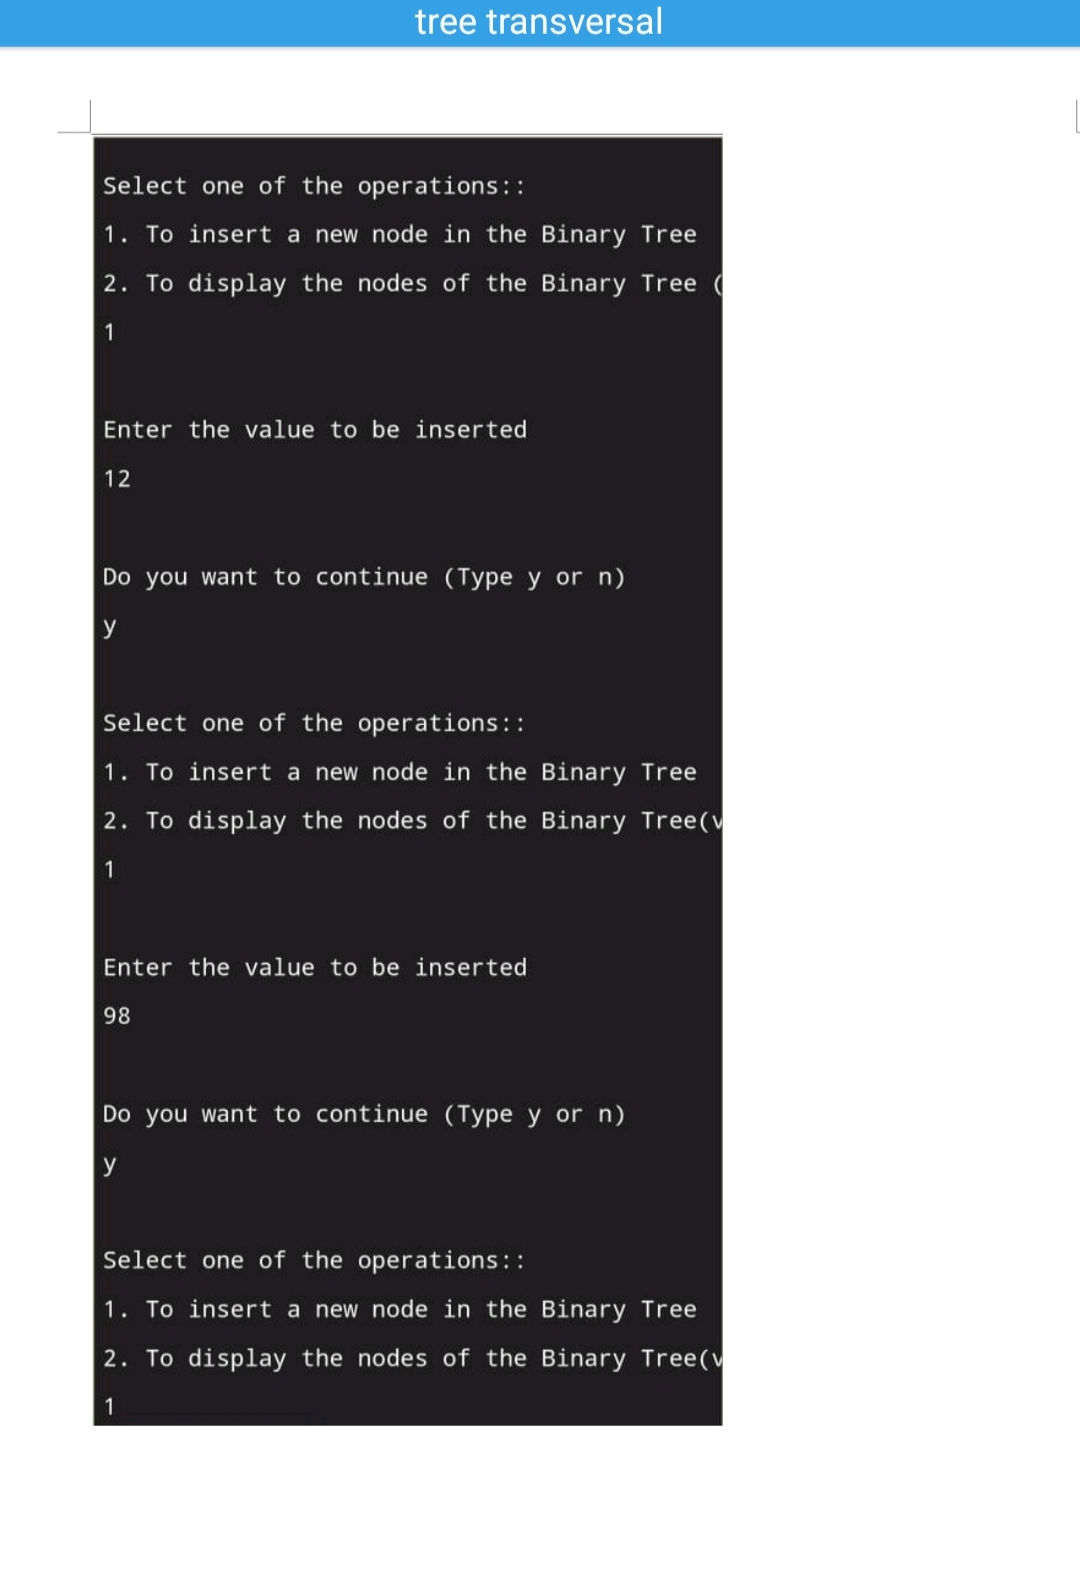 tree transversal
Select one of the operations::
1. To insert a new node in the Binary Tree
2. To display the nodes of the Binary Tree (
1
Enter the value to be inserted
12
Do you want to continue (Type y or n)
y
Select one of the operations::
1. To insert a new node in the Binary Tree
2. To display the nodes of the Binary Tree(v
1
Enter the value to be inserted
98
Do you want to continue (Type y or n)
y
Select one of the operations::
1. To insert a new node in the Binary Tree
2. To display the nodes of the Binary Tree(v
1